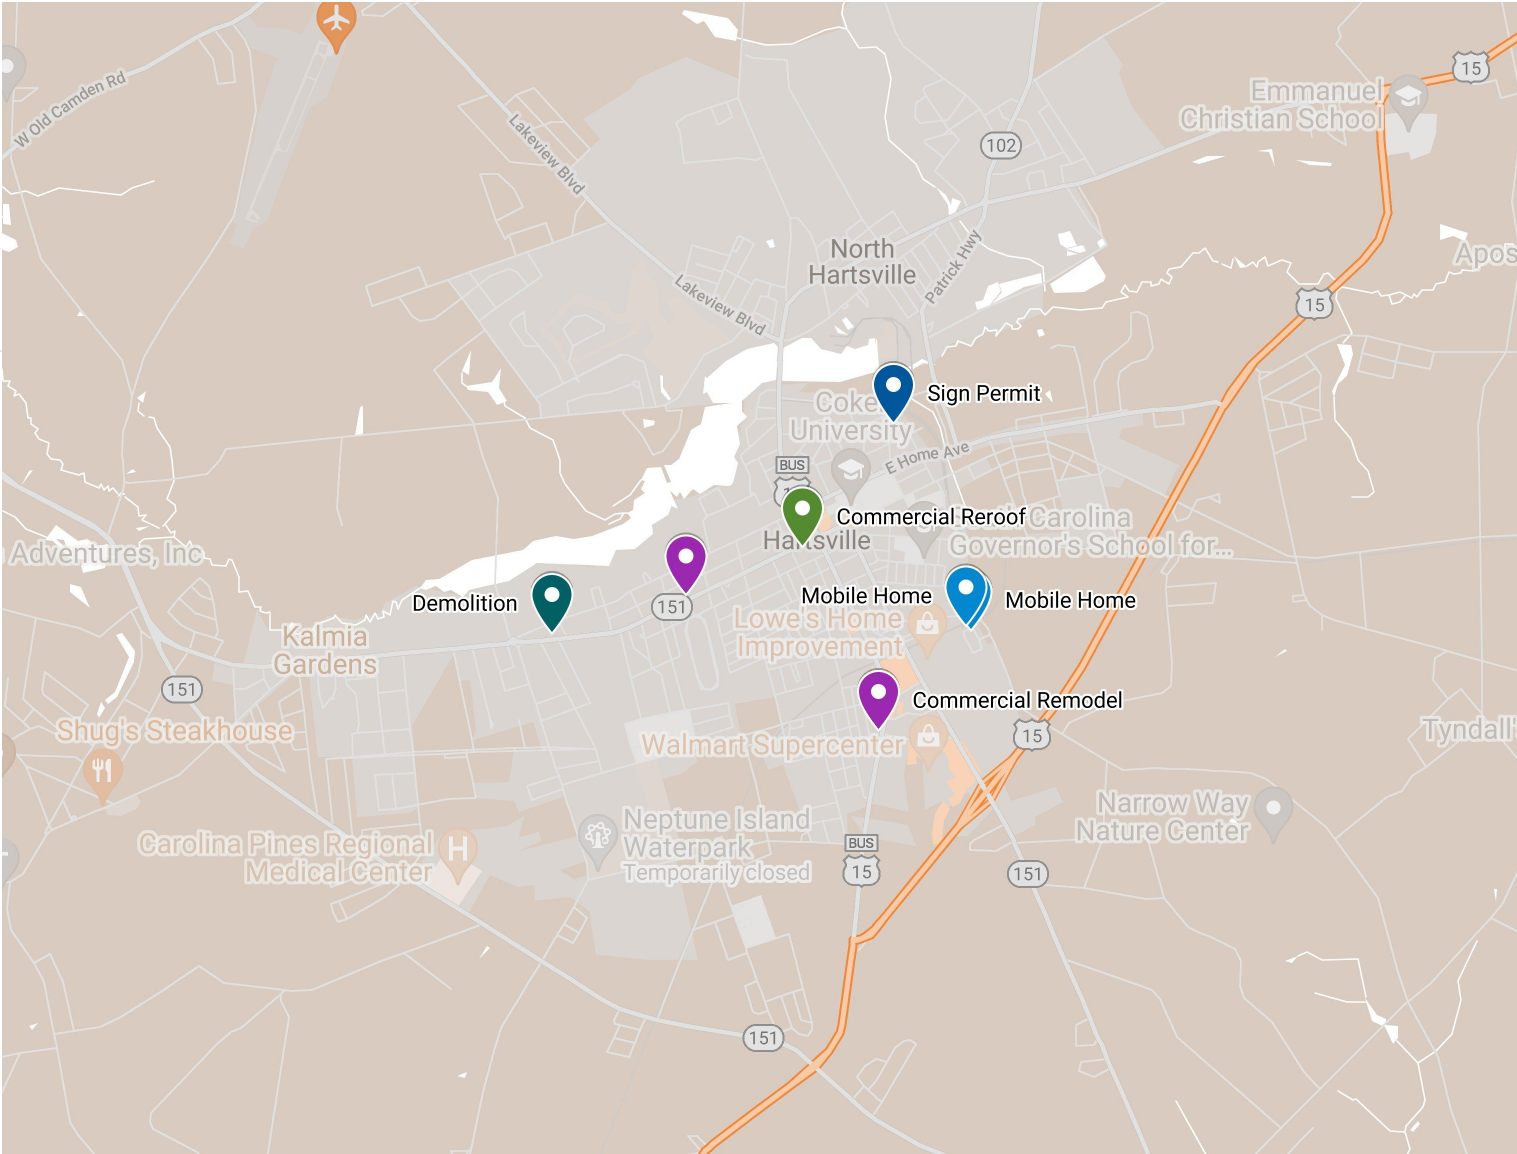 W Old Camden Rd
Lakeview Blvd
102
15
Emmanuel
Christian School
North
Hartsville
Patrick Hwy
Lakeview Blvd
15
Sign Permit
University
E Home Ave
BUS
Commercial Reroof
Carolina
Governor's School for...
Hartsville
Adventures, Inc
Demolition
151
Mobile Home
Mobile Home
Lowe's Home
Improvement
Kalmia
Gardens
151
Commercial Remodel
Shug's Steakhouse
Walmart Supercenter
15
Narrow Way
Nature Center
Neptune Island
Waterpark
Temporarily closed
Carolina Pines Regional
Medical Center
H
BUS
15
151
151